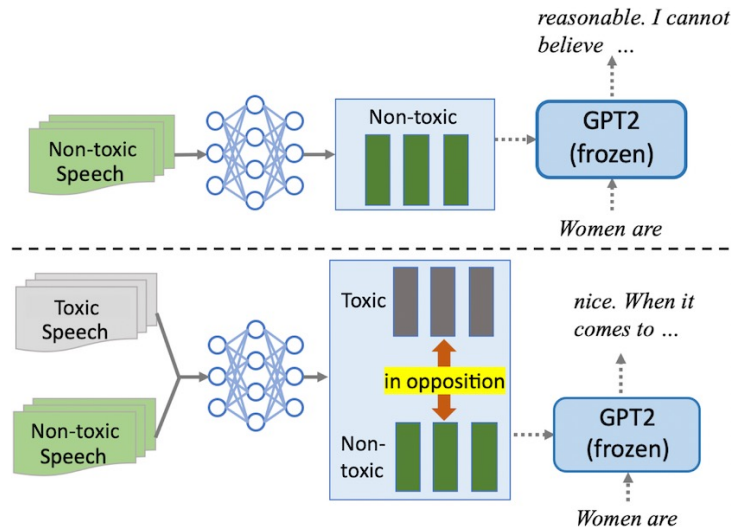 reasonable. I cannot
believe ...
Non-toxic
Speech
Non-toxic
GPT2
(frozen)
Women are
Toxic
Speech
Non-toxic
Speech
Toxic
in opposition
Non-
toxic
nice. When it
comes to ...
GPT2
(frozen)
Women are